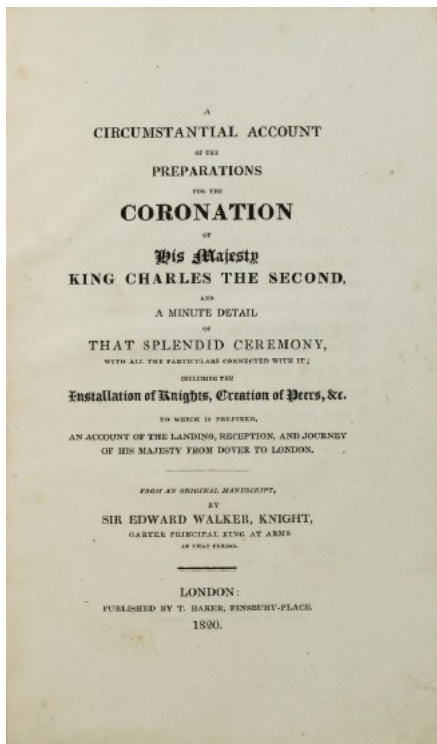 A
CIRCUMSTANTIAL ACCOUNT
OF THE
PREPARATIONS
FOR THE
CORONATION
OF
His Majesty
KING CHARLES THE SECOND,
AND
A MINUTE DETAIL
OF
THAT SPLENDID CEREMONY,
WITH ALL THE PARTICULARS CONNECTED WITH IT;
INCLUDING THE
Installation of Knights, Creation of Peers, &c.
TO WHICH IS PREFIXED,
AN ACCOUNT OF THE LANDING, RECEPTION, AND JOURNEY
OF HIS MAJESTY FROM DOVER TO LONDON.
FROM AN ORIGINAL MANUSCRIPT,
BY
SIR EDWARD WALKER, KNIGHT,
GARTER PRINCIPAL KING AT ARMS
AT THAT PERIOD.
LONDON:
PUBLISHED BY T. BAKER, FINSBURY-PLACE.
1820.